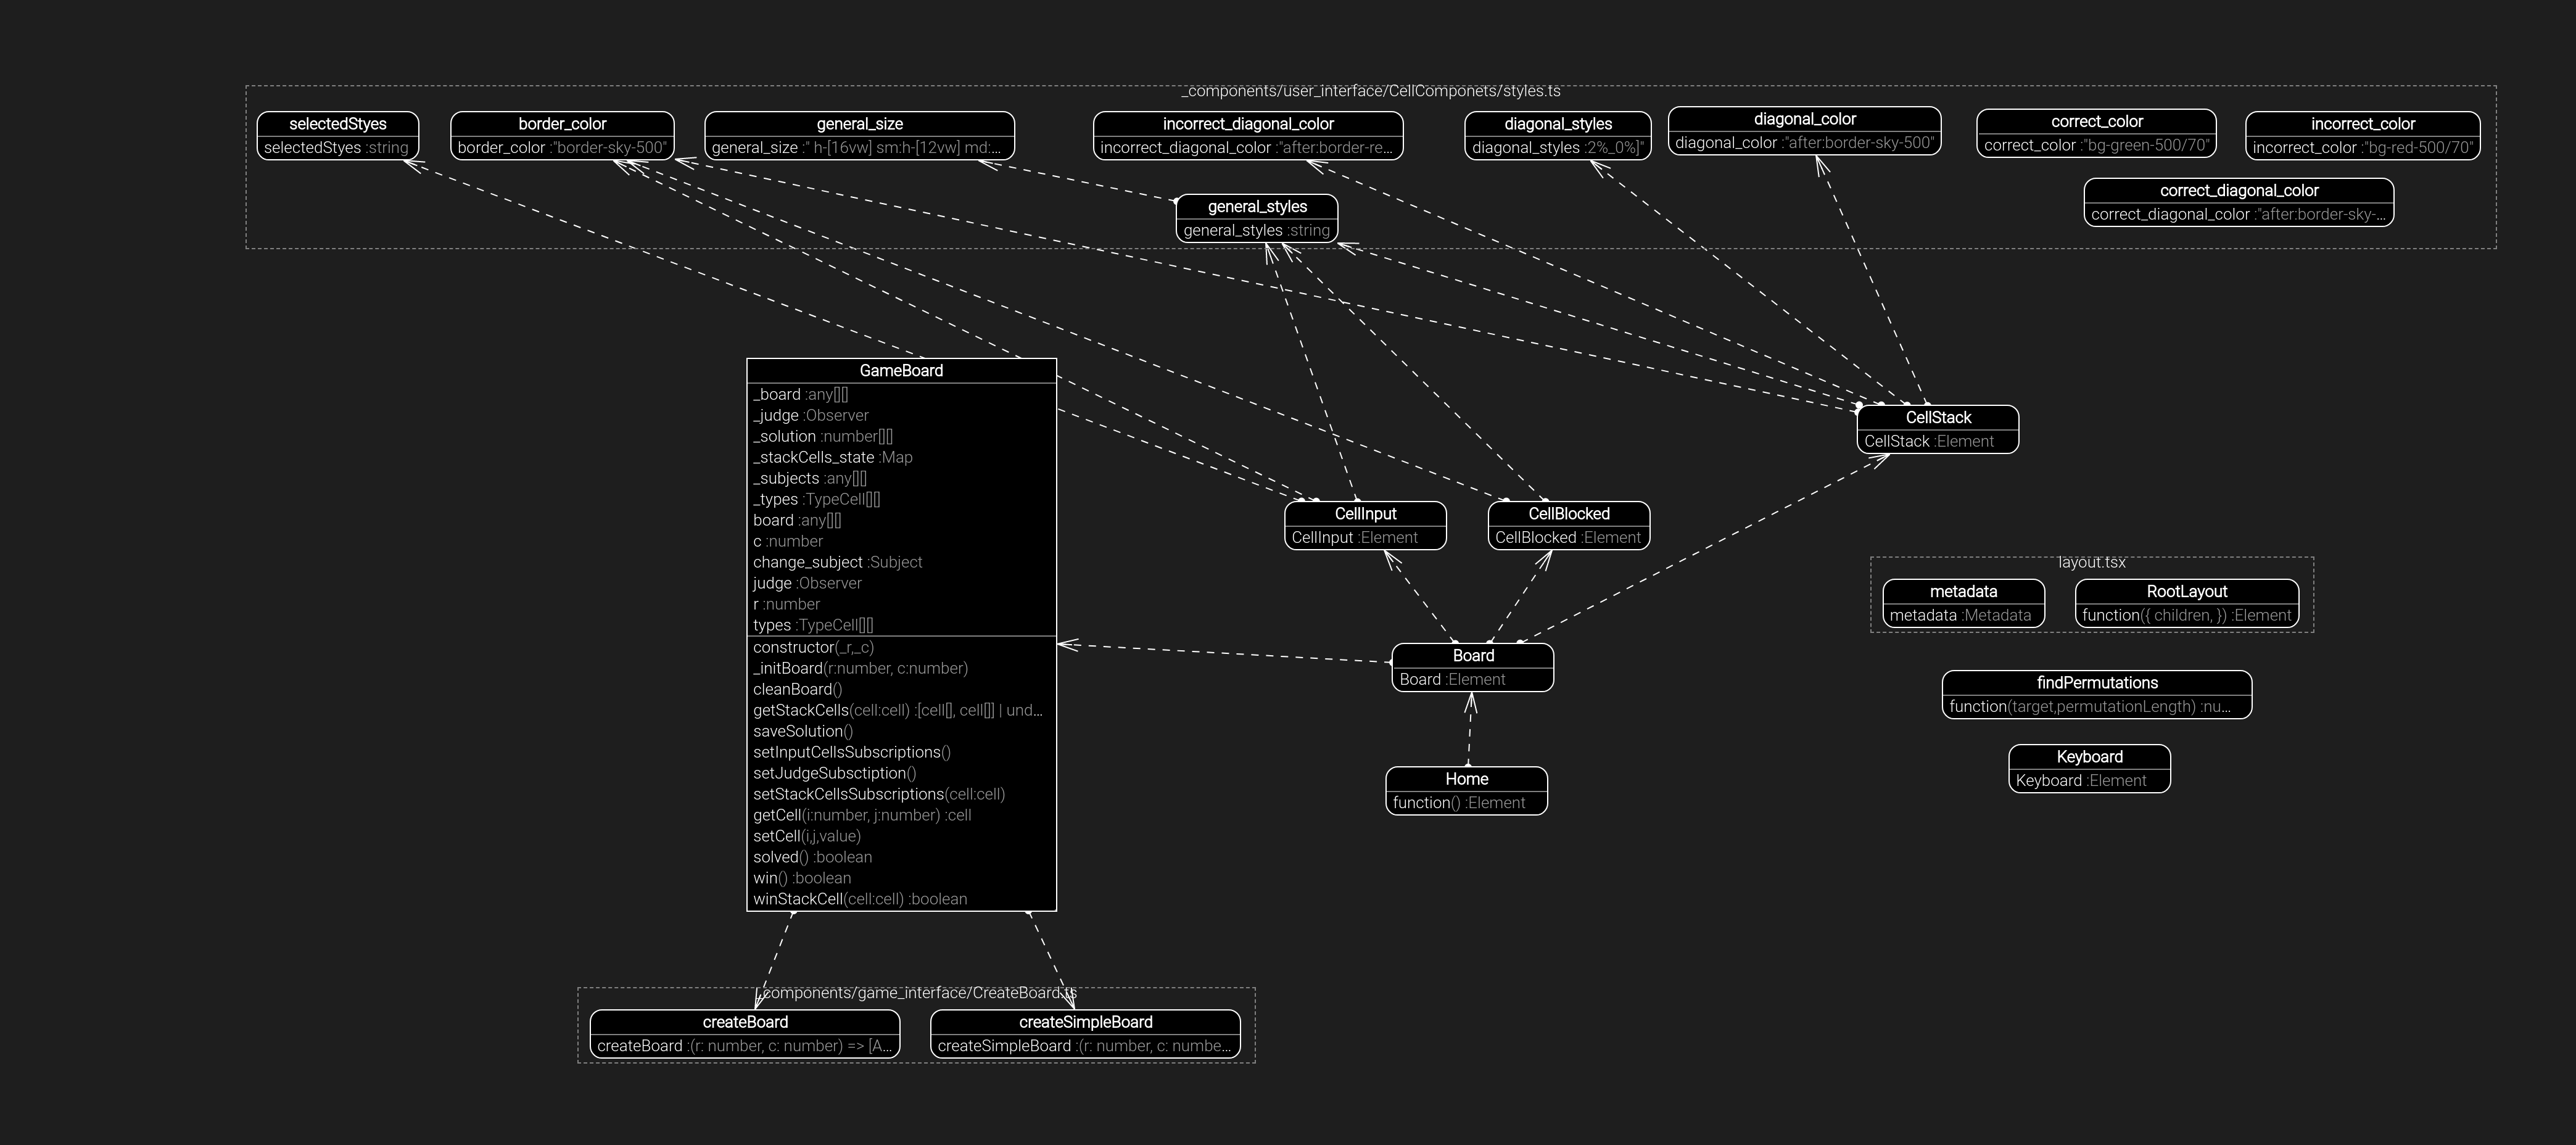 _components/user_interface/CellComponets/styles.ts
selectedStyes
selectedStyes :string
border_color
border_color :"border-sky-500"
general_size
general_size :" h-[16vw] sm:h-[12vw] md:...
incorrect_diagonal_color
incorrect_diagonal_color :"after:border-re...
diagonal_styles
diagonal_styles :2%_0%]"
diagonal_color
diagonal_color :"after:border-sky-500"
correct_color
correct_color :"bg-green-500/70"
incorrect_color
incorrect_color :"bg-red-500/70"
general_styles
general_styles :string
correct_diagonal_color
correct_diagonal_color :"after:border-sky-...
GameBoard
_board :any[][]
_judge :Observer
_solution :number[][]
_stackCells_state :Map
_subjects :any[][]
_types :TypeCell[][]
board :any[][]
c :number
change_subject :Subject
judge :Observer
r :number
types :TypeCell[][]
constructor(_r,_c)
_initBoard(r:number, c:number)
cleanBoard()
getStackCells(cell:cell) :[cell[], cell[]] | und...
saveSolution()
setInputCellsSubscriptions()
setJudgeSubsctiption()
setStackCellsSubscriptions(cell:cell)
getCell(i:number, j:number) :cell
setCell(i,j,value)
solved() :boolean
win() :boolean
winStackCell(cell:cell) :boolean
CellStack
CellStack :Element
CellInput
CellInput :Element
CellBlocked
CellBlocked :Element
layout.tsx
metadata
metadata :Metadata
RootLayout
function({ children, }) :Element
Board
Board :Element
findPermutations
function(target,permutationLength) :nu...
Keyboard
Keyboard :Element
Home
function() :Element
_components/game_interface/CreateBoard.ts
createBoard
createBoard :(r: number, c: number) => [A...
createSimpleBoard
createSimpleBoard :(r: number, c: numbe...